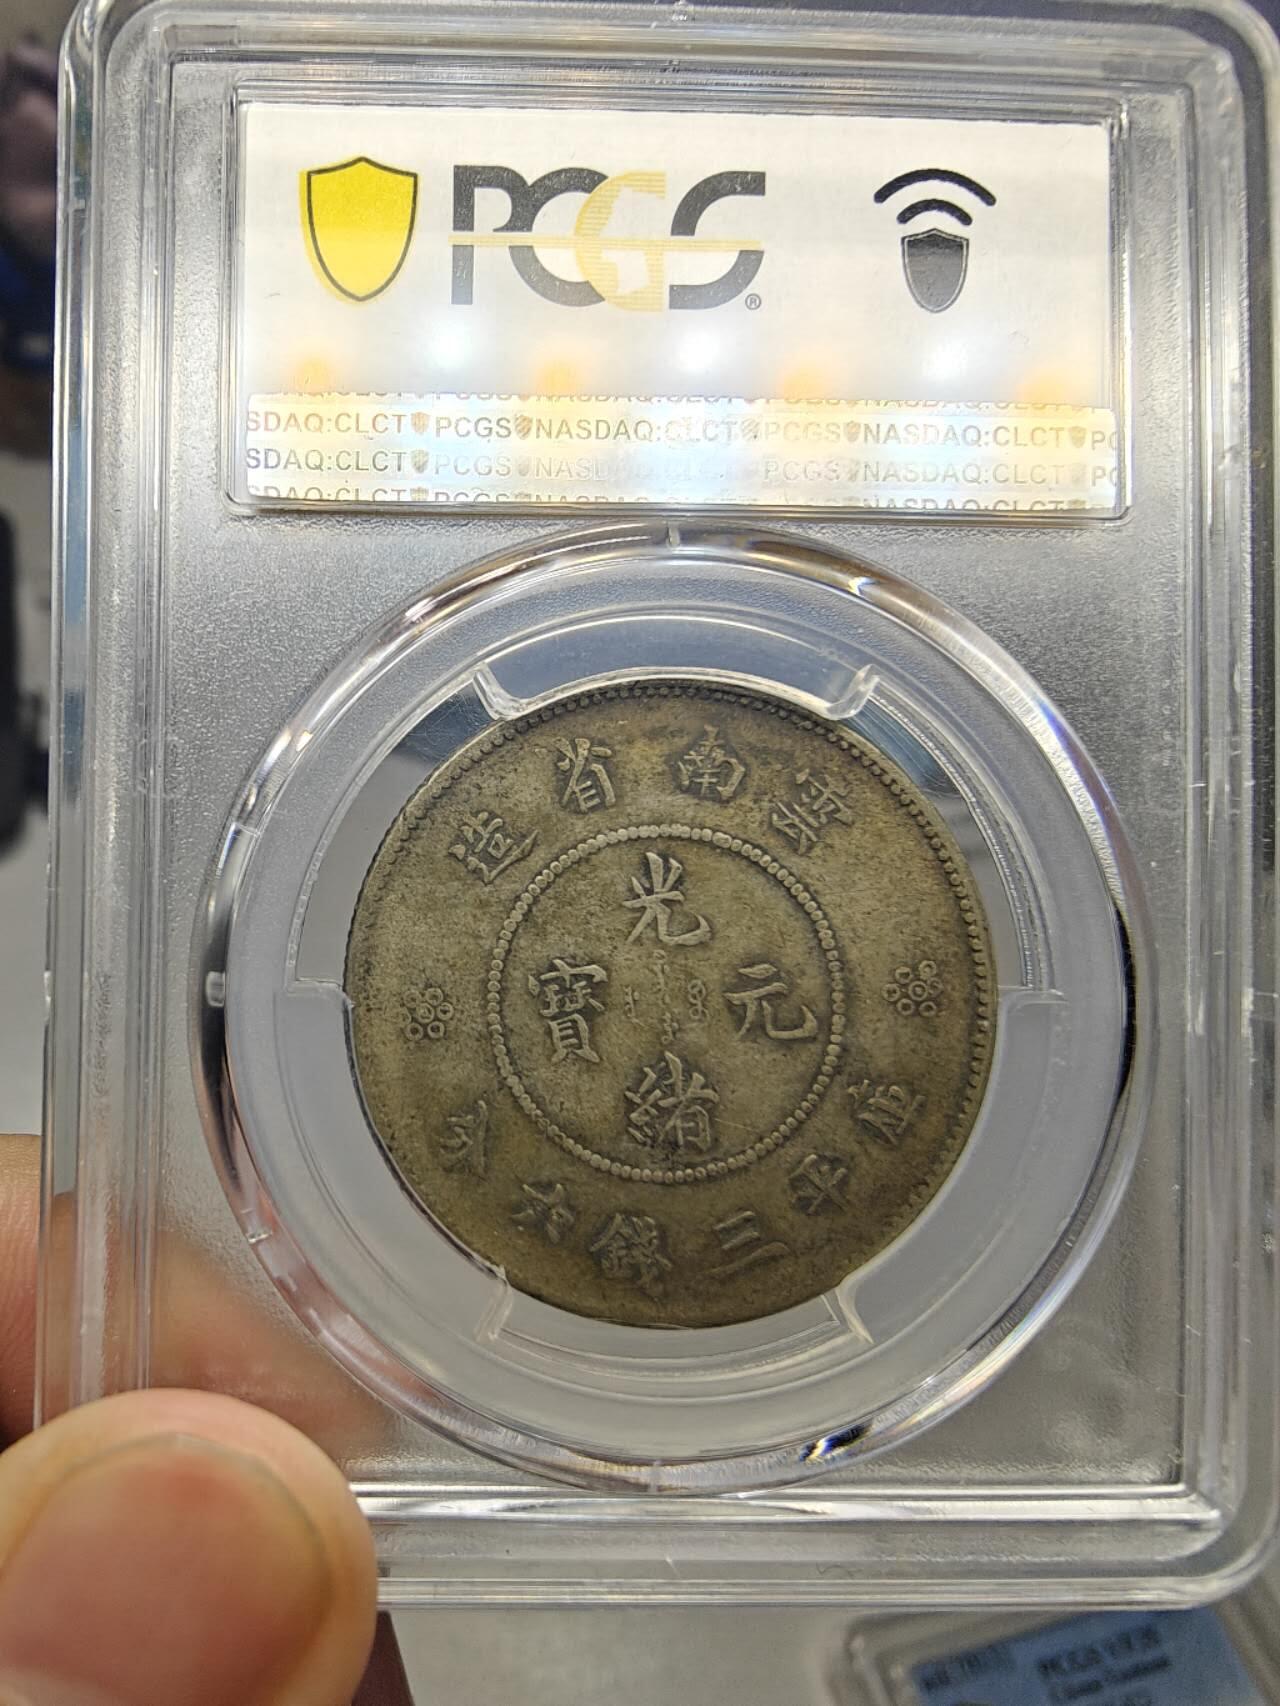 PCGS®
SDAQ:CLCT PCGS NASDAQ:CLCT PCGS NASDAQ:CLCT PC
SDAQ:CLCT PCGS NASDAQ:CLCT PCGS NASDAQ:CLCT PC
雲南省造
光緒元寶
庫平三錢六分